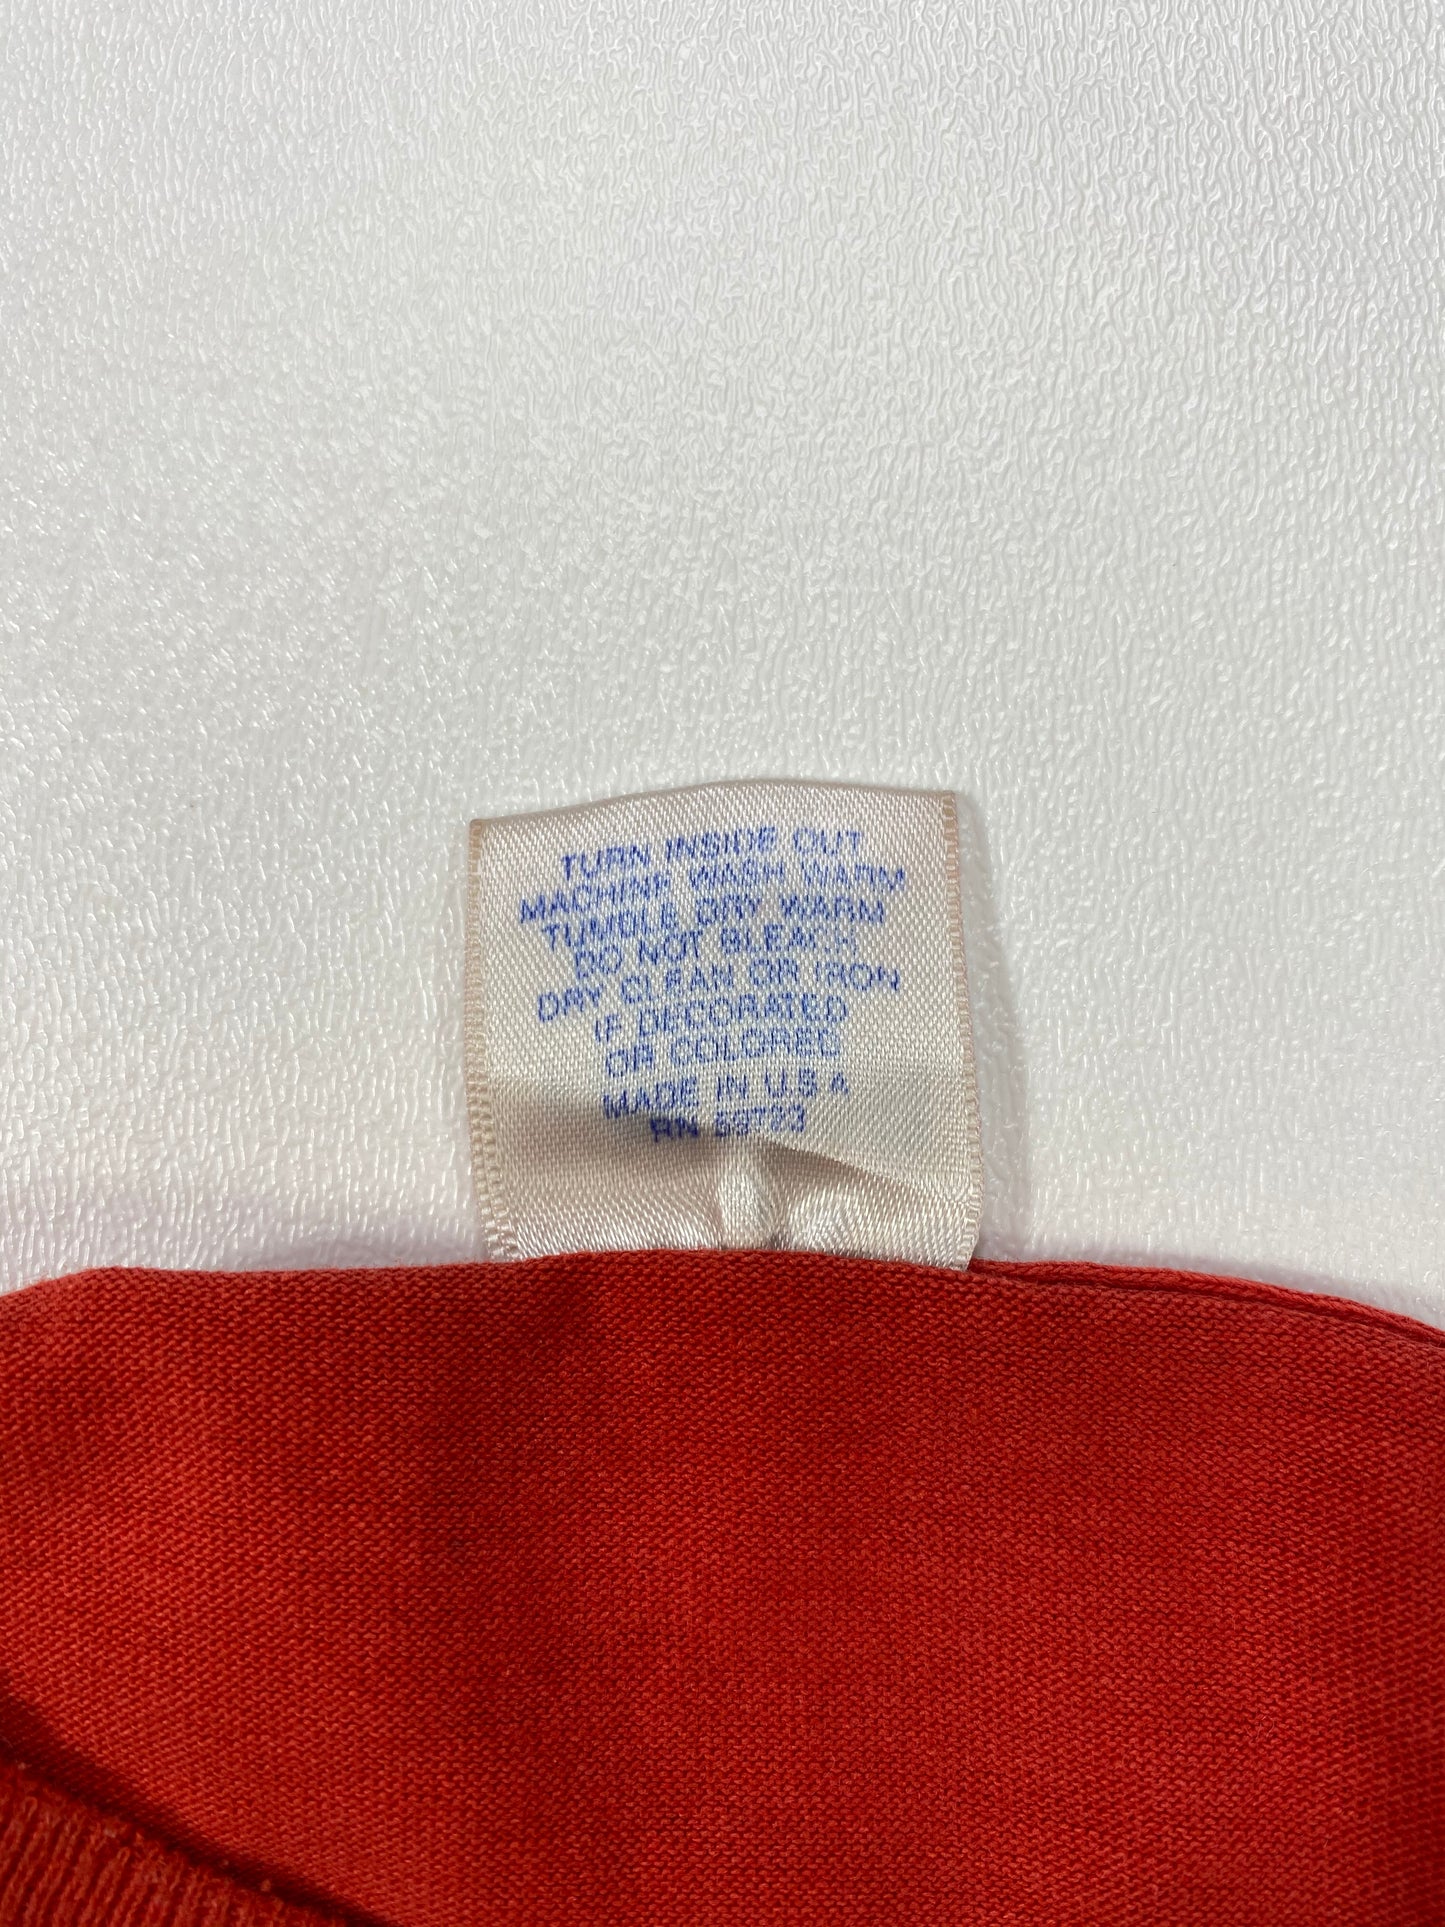 TURN INSIDE OUT
MACHINE WASH WARM
TUMBLE DRY WARM
DO NOT BLEACH
DRY CLEAN OR IRON
IF DECORATED
OR COLORED
MADE IN U.S.A
RN